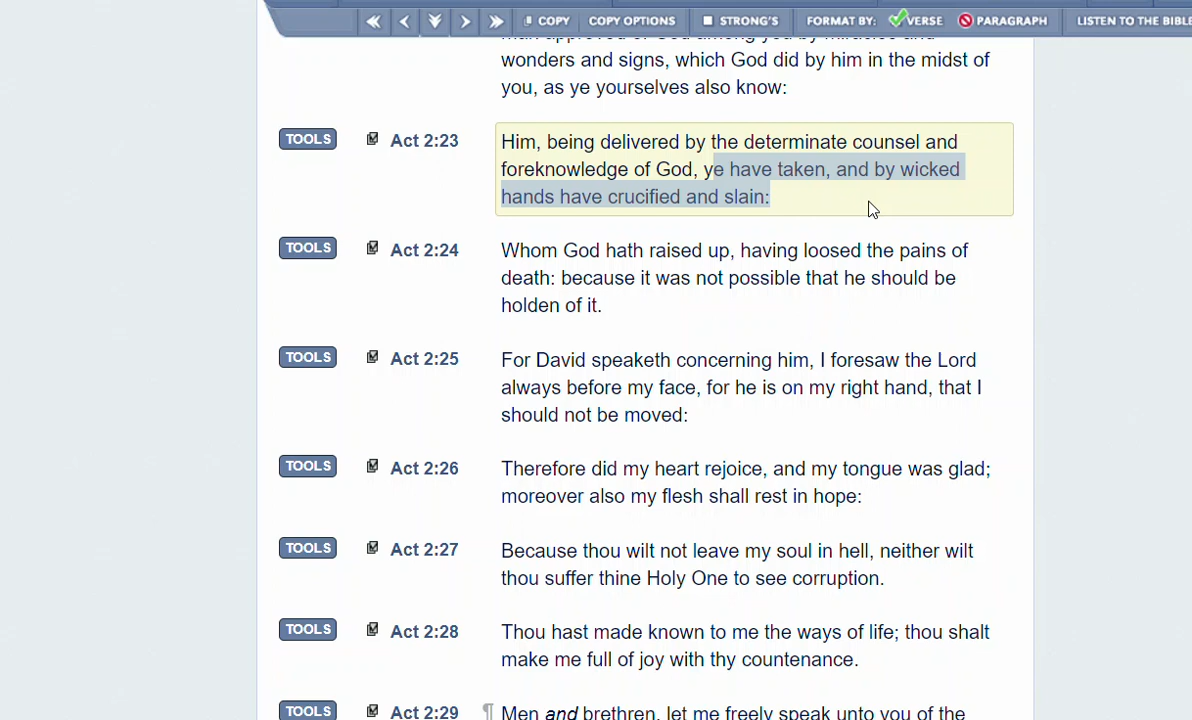 COPY COPY OPTIONS STRONG'S FORMAT BY: VERSE PARAGRAPH LISTEN TO THE BIBLE
man approved of God among you by miracles and
wonders and signs, which God did by him in the midst of
you, as ye yourselves also know:
TOOLS Act 2:23 Him, being delivered by the determinate counsel and
foreknowledge of God, ye have taken, and by wicked
hands have crucified and slain:
TOOLS Act 2:24 Whom God hath raised up, having loosed the pains of
death: because it was not possible that he should be
holden of it.
TOOLS Act 2:25 For David speaketh concerning him, I foresaw the Lord
always before my face, for he is on my right hand, that I
should not be moved:
TOOLS Act 2:26 Therefore did my heart rejoice, and my tongue was glad;
moreover also my flesh shall rest in hope:
TOOLS Act 2:27 Because thou wilt not leave my soul in hell, neither wilt
thou suffer thine Holy One to see corruption.
TOOLS Act 2:28 Thou hast made known to me the ways of life; thou shalt
make me full of joy with thy countenance.
TOOLS Act 2:29 ¶ Men and brethren, let me freely speak unto you of the